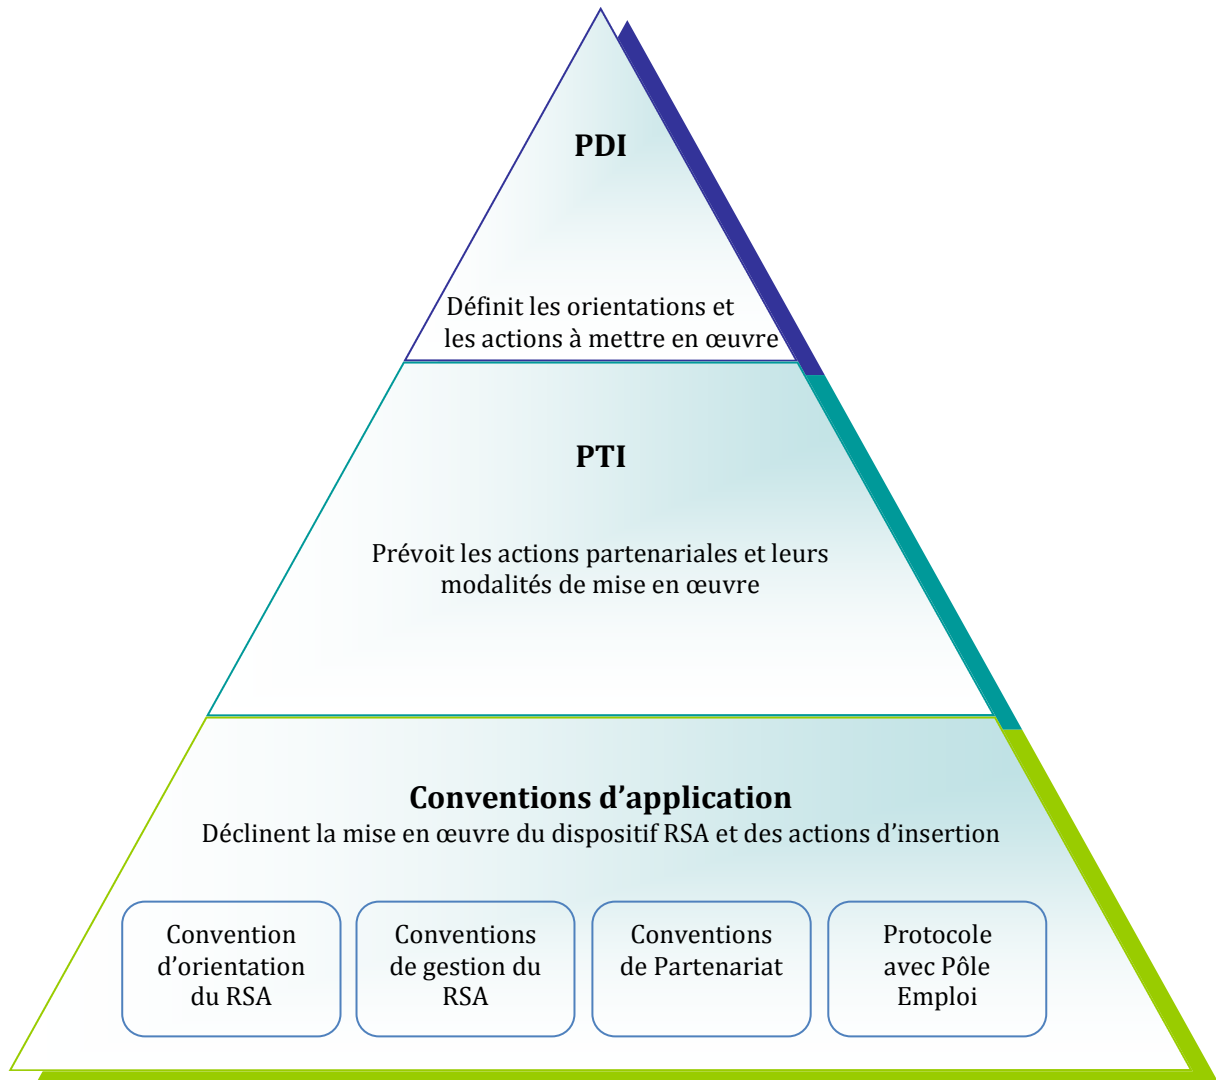 PDI
Définit les orientations et
les actions à mettre en œuvre
PTI
Prévoit les actions partenariales et leurs
modalités de mise en œuvre
Conventions d’application
Déclinent la mise en œuvre du dispositif RSA et des actions d’insertion
Convention
d’orientation
du RSA
Conventions
de gestion du
RSA
Conventions
de Partenariat
Protocole
avec Pôle
Emploi